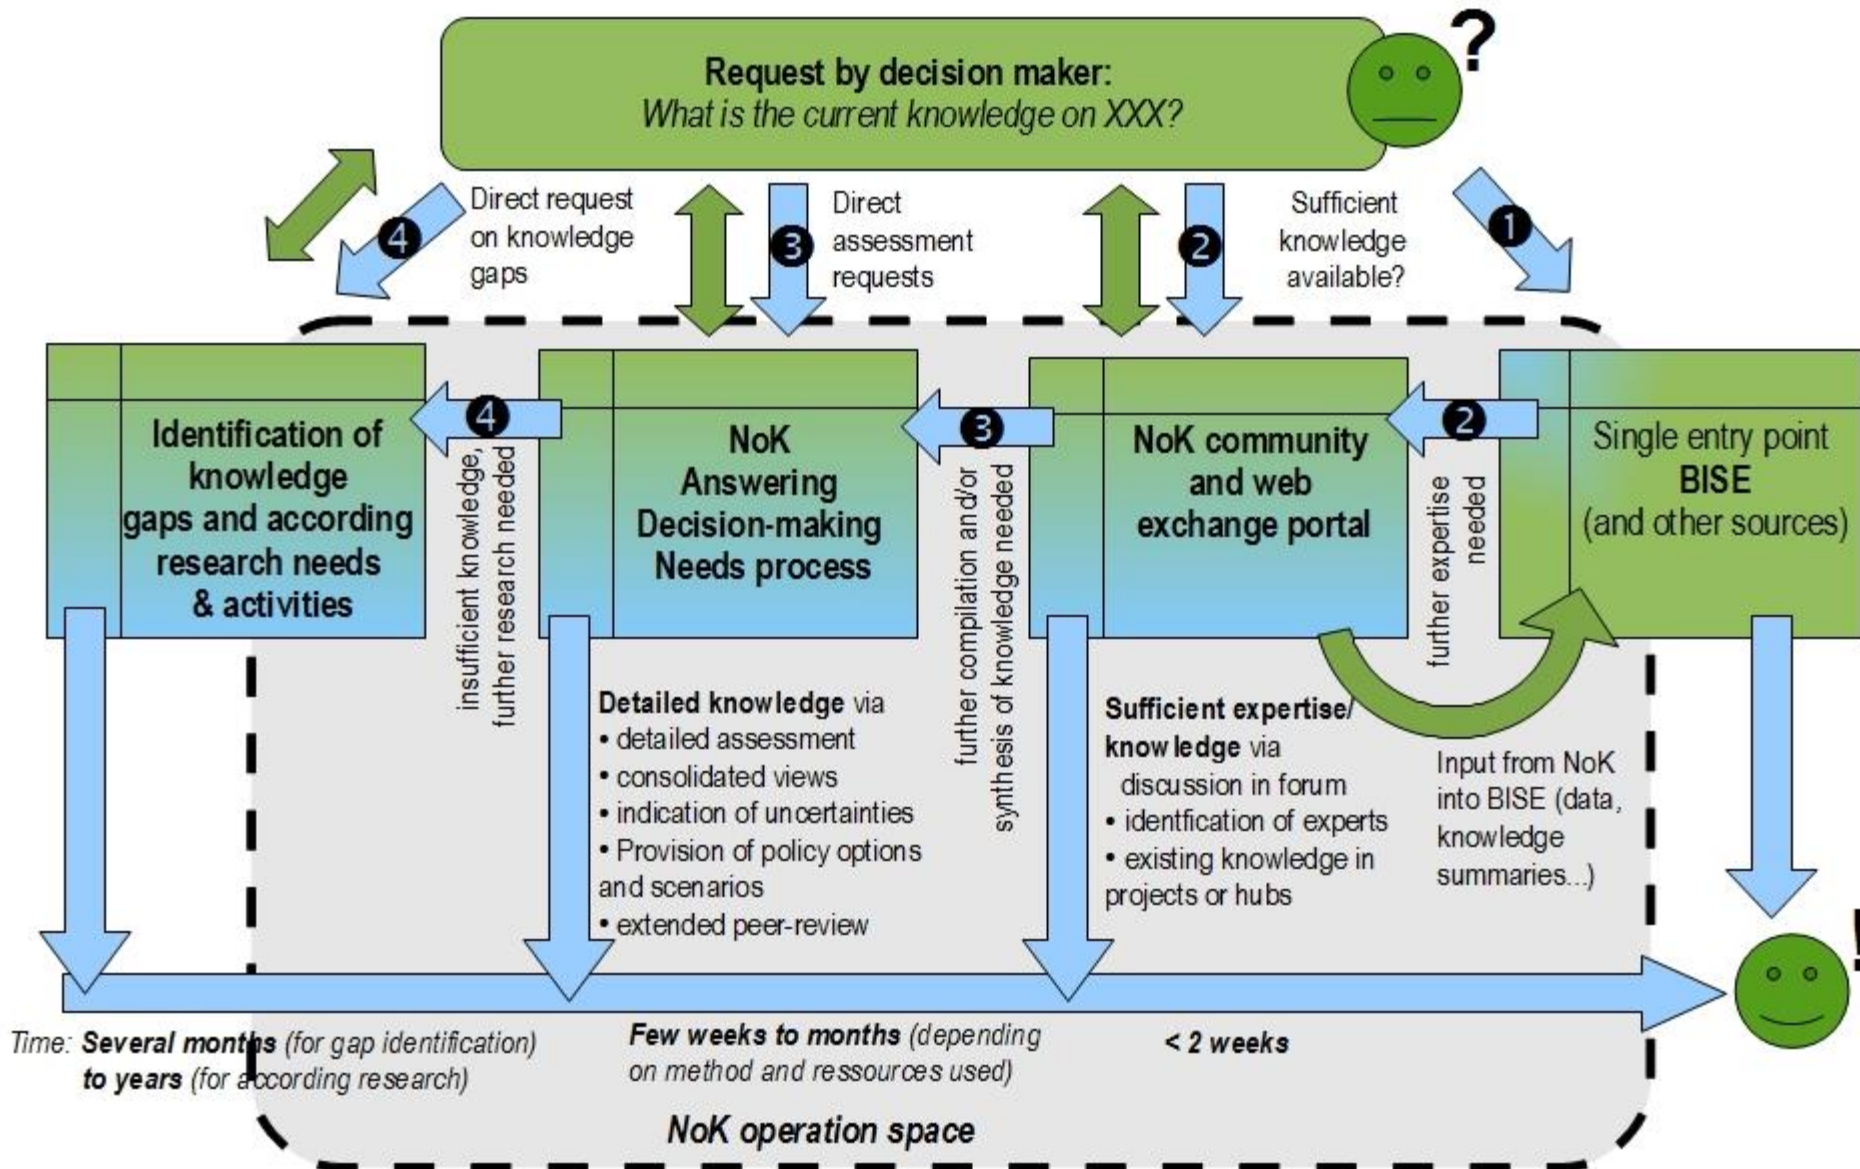 Request by decision maker:
What is the current knowledge on XXX?
?
4
Direct request
on knowledge
gaps
3
Direct
assessment
requests
2
Sufficient
knowledge
available?
1
Identification of
knowledge
gaps and according
research needs
& activities
4
insufficient knowledge,
further research needed
NoK
Answering
Decision-making
Needs process
3
further compilation and/or
synthesis of knowledge needed
NoK community
and web
exchange portal
2
further expertise
needed
Single entry point
BISE
(and other sources)
Detailed knowledge via
• detailed assessment
• consolidated views
• indication of uncertainties
• Provision of policy options
and scenarios
• extended peer-review
Sufficient expertise/
knowledge via
discussion in forum
• identfication of experts
• existing knowledge in
projects or hubs
Input from NoK
into BISE (data,
knowledge
summaries...)
!
Time: Several months (for gap identification)
to years (for according research)
Few weeks to months (depending
on method and ressources used)
< 2 weeks
NoK operation space